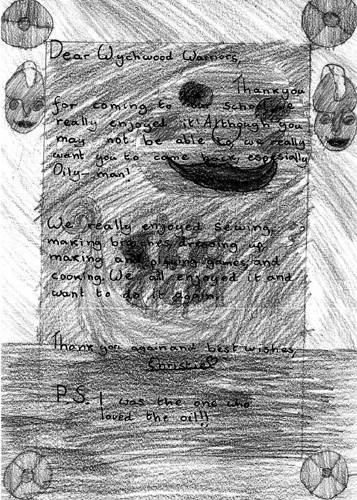 Dear Wychwood Warriors,
Thankyou
for coming to our school we
really enjoyed it! Although you
may not be able to, we really
want you to come back especially
Oily-man!
We really enjoyed sewing,
making broches, dressing up,
making and playing games, and
cooking. We all enjoyed it and
want to do it again.
Thank you again and best wishes,
Christie
P.S. I was the one who
loved the oil!!